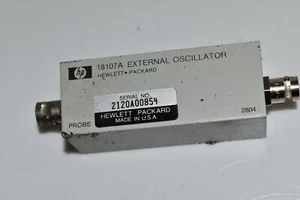 hp 18107A EXTERNAL OSCILLATOR
HEWLETT • PACKARD
SERIAL NO.
2120A00854
HEWLETT PACKARD
MADE IN U.S.A.
PROBE
2804